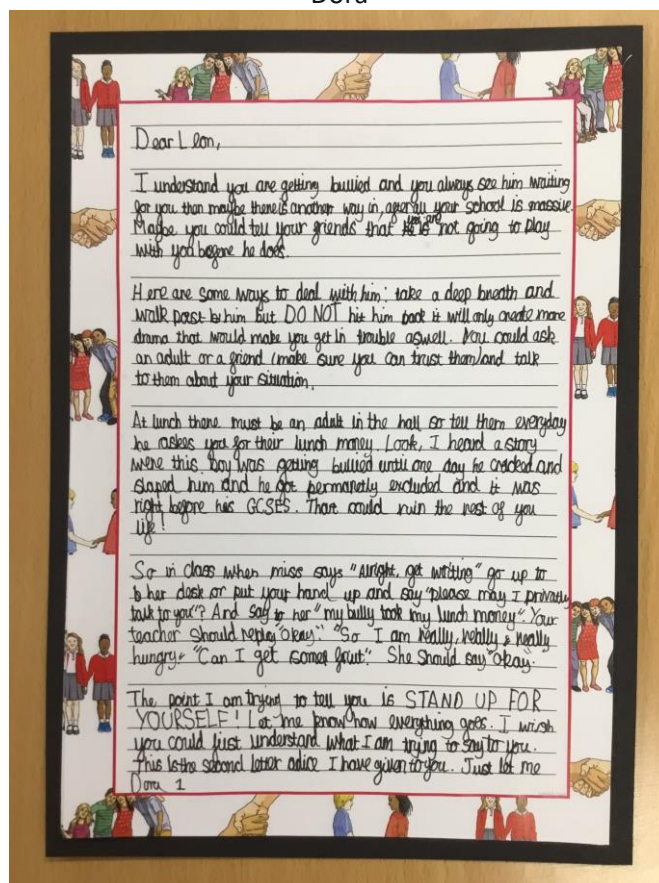 Dora
Dear Leon,
I understand you are getting bullied and you always see him waiting
for you then maybe there is another way in, after all your school is massive.
Maybe you could tell your friends that you are not going to play
with you before he does.
Here are some ways to deal with him: take a deep breath and
walk past by him but DO NOT hit him back it will only create more
drama that would make you get in trouble aswell. You could ask
an adult or a friend (make sure you can trust them) and talk
to them about your situation.
At lunch there must be an adult in the hall so tell them everyday
he askes you for their lunch money. Look, I heard a story
were this boy was getting bullied until one day he cracked and
slaped him and he got permanetly excluded and it was
right before his GCSES. That could ruin the rest of you
life!
So in class when miss says "Alright, get writing" go up to
to her desk or put your hand up and say "please may I privatly
talk to you"? And say to her "my bully took my lunch money". Your
teacher should replay "Okay". "So I am really, really & really
hungry. "Can I get some fruit." She should say "Okay.
The point I am trying to tell you is STAND UP FOR
YOURSELF! Let me know how everything goes. I wish
you could just understand what I am trying to say to you.
This is the second letter adice I have given to you. Just let me
Dora 1